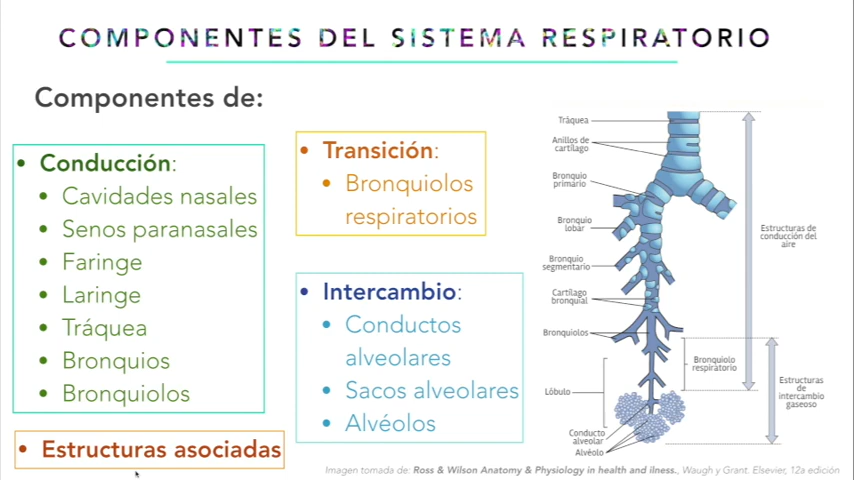 COMPONENTES DEL SISTEMA RESPIRATORIO
Componentes de:
• Conducción:
• Cavidades nasales
• Senos paranasales
• Faringe
• Laringe
• Tráquea
• Bronquios
• Bronquiolos
• Estructuras asociadas
• Transición:
• Bronquiolos
respiratorios
• Intercambio:
• Conductos
alveolares
• Sacos alveolares
• Alvéolos
Tráquea
Anillos de
cartílago
Bronquio
primario
Bronquio
lobar
Bronquio
segmentario
Cartílago
bronquial
Bronquiolos
Lóbulo
Conducto
alveolar
Alvéolo
Estructuras de
conducción del
aire
Bronquiolo
respiratorio
Estructuras
de
intercambio
gaseoso
Imagen tomada de: Ross & Wilson Anatomy & Physiology in health and ilness., Waugh y Grant. Elsevier, 12a edición